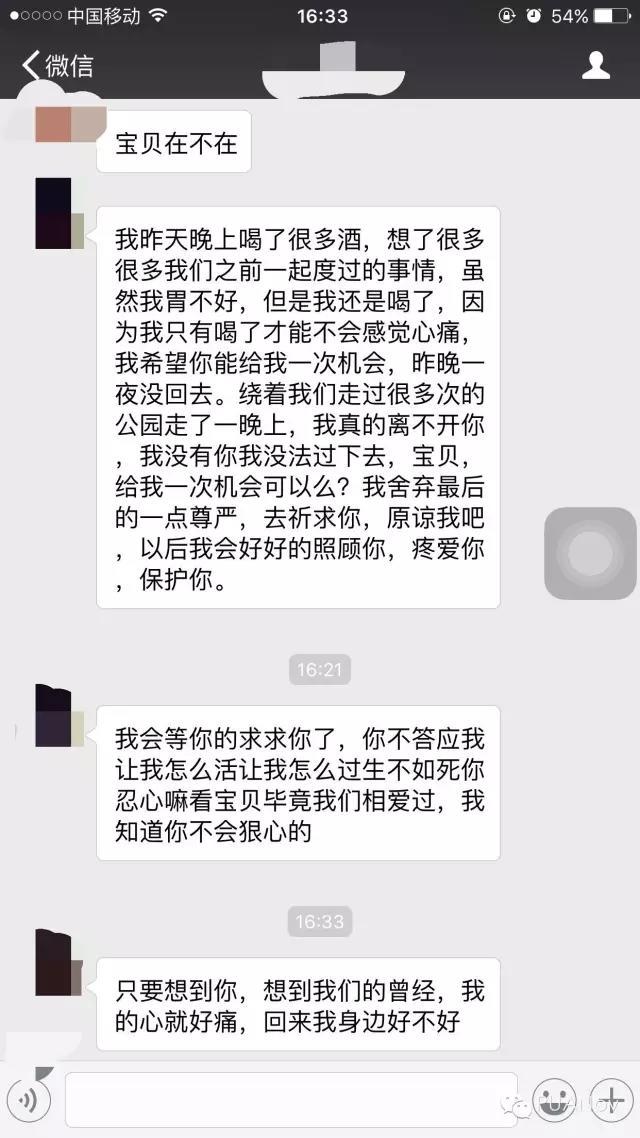 中国移动
16:33
54%
微信
宝贝在不在
我昨天晚上喝了很多酒，想了很多
很多我们之前一起度过的事情，虽
然我胃不好，但是我还是喝了，因
为我只有喝了才能不会感觉心痛，
我希望你能给我一次机会，昨晚一
夜没回去。绕着我们走过很多次的
公园走了一晚上，我真的离不开你
，我没有你我没法过下去，宝贝，
给我一次机会可以么？我舍弃最后
的一点尊严，去祈求你，原谅我吧
，以后我会好好的照顾你，疼爱你
，保护你。
16:21
我会等你的求求你了，你不答应我
让我怎么活让我怎么过生不如死你
忍心嘛看宝贝毕竟我们相爱过，我
知道你不会狠心的
16:33
只要想到你，想到我们的曾经，我
的心就好痛，回来我身边好不好